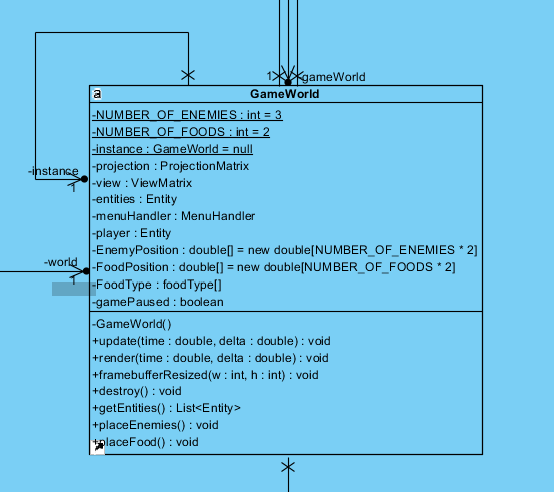 1
-gameWorld
a
GameWorld
-NUMBER_OF_ENEMIES : int = 3
-NUMBER_OF_FOODS : int = 2
-instance : GameWorld = null
-projection : ProjectionMatrix
-instance
-view : ViewMatrix
1
-entities : Entity
-menuHandler : MenuHandler
-player : Entity
-EnemyPosition : double[] = new double[NUMBER_OF_ENEMIES * 2]
-world
-FoodPosition : double[] = new double[NUMBER_OF_FOODS * 2]
1
-FoodType : foodType[]
-gamePaused : boolean
-GameWorld()
+update(time : double, delta : double) : void
+render(time : double, delta : double) : void
+framebufferResized(w : int, h : int) : void
+destroy() : void
+getEntities() : List<Entity>
+placeEnemies() : void
+placeFood() : void